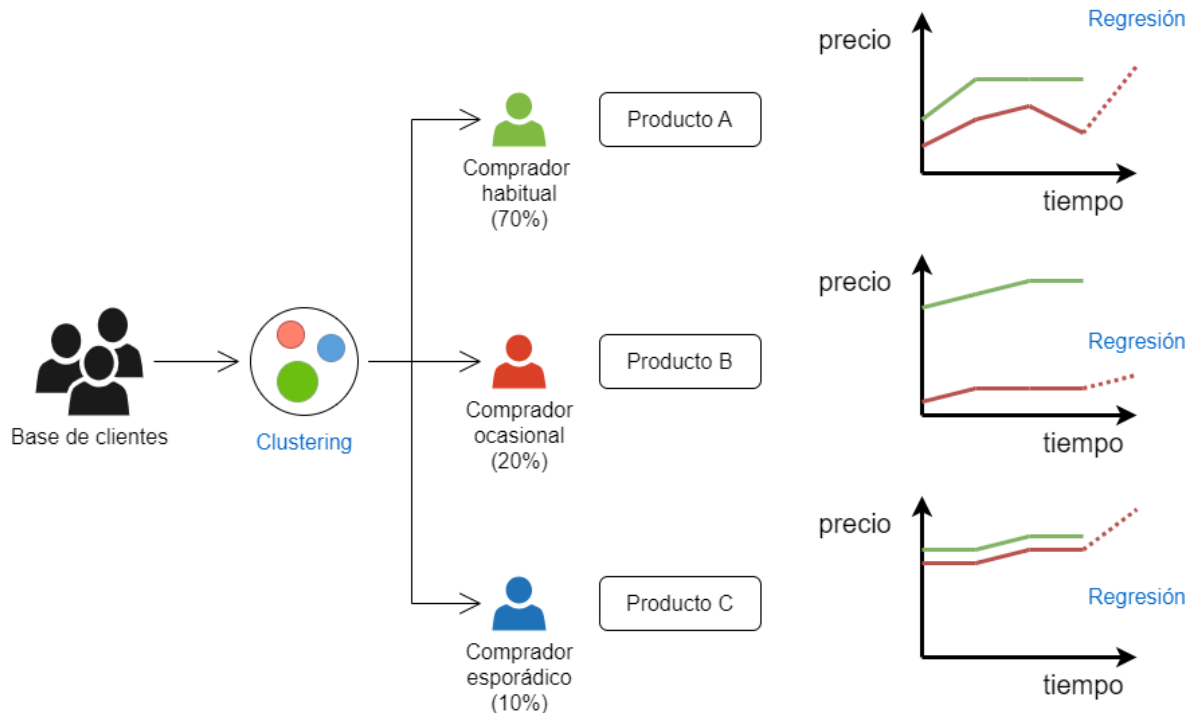 Base de clientes
Clustering
Comprador
habitual
(70%)
Producto A
precio
Regresión
tiempo
Comprador
ocasional
(20%)
Producto B
precio
Regresión
tiempo
Comprador
esporádico
(10%)
Producto C
precio
Regresión
tiempo